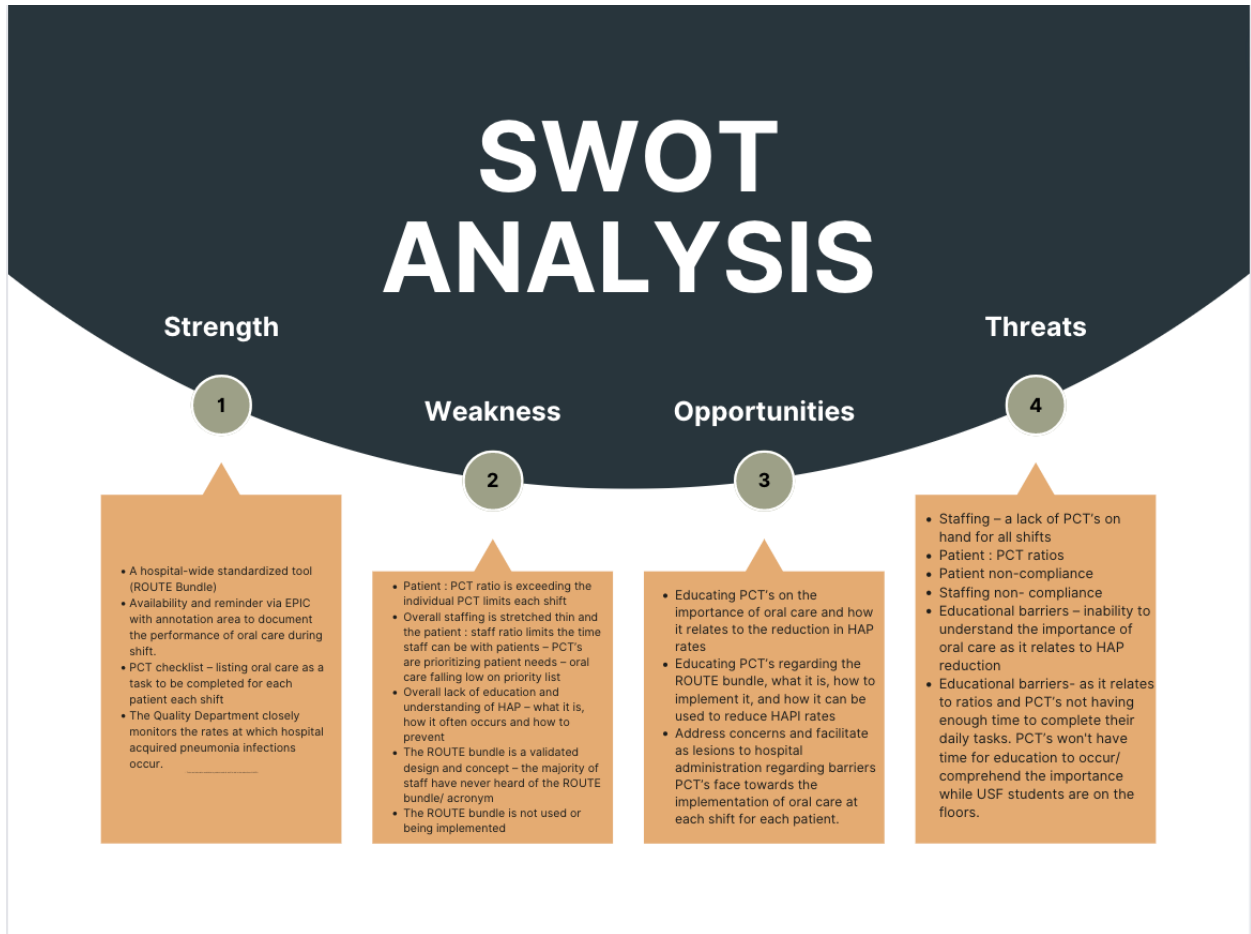 SWOT
ANALYSIS
Strength
1
• A hospital-wide standardized tool
(ROUTE Bundle)
• Availability and reminder via EPIC
with annotation area to document
the performance of oral care during
shift.
• PCT checklist – listing oral care as a
task to be completed for each
patient each shift
• The Quality Department closely
monitors the rates at which hospital
acquired pneumonia infections
occur.
Weakness
2
• Patient : PCT ratio is exceeding the
individual PCT limits each shift
• Overall staffing is stretched thin and
the patient : staff ratio limits the time
staff can be with patients – PCT's
are prioritizing patient needs – oral
care falling low on priority list
• Overall lack of education and
understanding of HAP – what it is,
how it often occurs and how to
prevent
• The ROUTE bundle is a validated
design and concept – the majority of
staff have never heard of the ROUTE
bundle/ acronym
• The ROUTE bundle is not used or
being implemented
Opportunities
3
• Educating PCT's on the
importance of oral care and how
it relates to the reduction in HAP
rates
• Educating PCT's regarding the
ROUTE bundle, what it is, how to
implement it, and how it can be
used to reduce HAPI rates
• Address concerns and facilitate
as lesions to hospital
administration regarding barriers
PCT's face towards the
implementation of oral care at
each shift for each patient.
Threats
4
• Staffing – a lack of PCT's on
hand for all shifts
• Patient : PCT ratios
• Patient non-compliance
• Staffing non- compliance
• Educational barriers – inability to
understand the importance of
oral care as it relates to HAP
reduction
• Educational barriers- as it relates
to ratios and PCT's not having
enough time to complete their
daily tasks. PCT's won't have
time for education to occur/
comprehend the importance
while USF students are on the
floors.